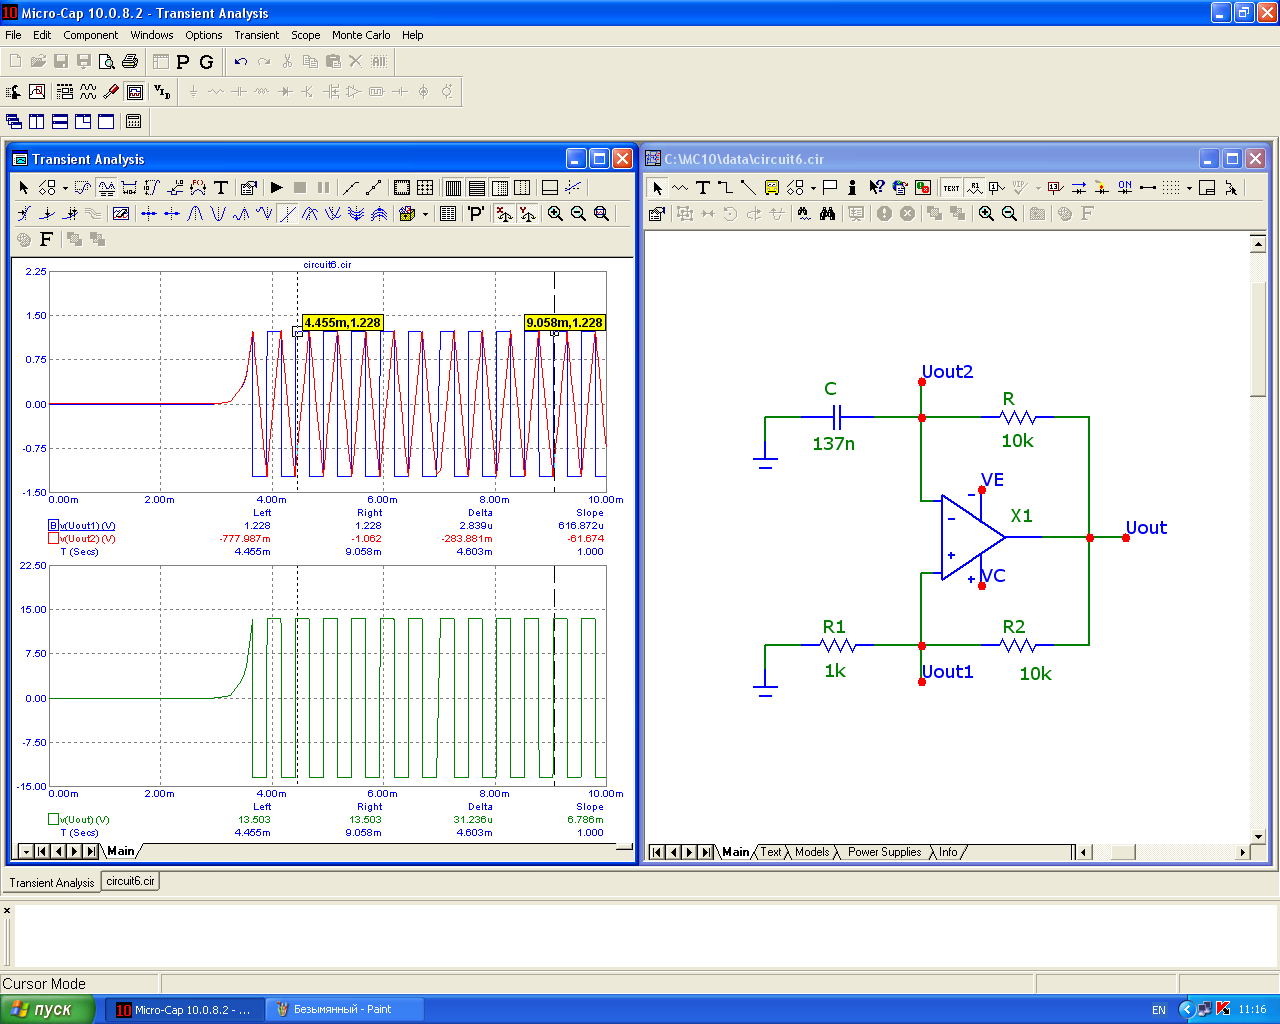 Micro-Cap 10.0.8.2 - Transient Analysis
File Edit Component Windows Options Transient Scope Monte Carlo Help
P G
Transient Analysis
T
'P'
F
circuit6.cir
2.25
1.50
0.75
0.00
-0.75
-1.50
4.455m,1.228
9.058m,1.228
0.00m 2.00m 4.00m 6.00m 8.00m 10.00m
Left Right Delta Slope
B v(Uout1) (V) 1.228 1.228 2.839u 616.872u
v(Uout2) (V) -777.987m -1.062 -283.881m -61.674
T (Secs) 4.455m 9.058m 4.603m 1.000
22.50
15.00
7.50
0.00
-7.50
-15.00
0.00m 2.00m 4.00m 6.00m 8.00m 10.00m
Left Right Delta Slope
v(Uout) (V) 13.503 13.503 31.236u 6.786m
T (Secs) 4.455m 9.058m 4.603m 1.000
Main
C:\MC10\data\circuit6.cir
T TEXT R1 VIP 13 ON
F
Uout2
C
137n
R
10k
VE
-
-
X1
Uout
+
+
VC
R1
1k
R2
10k
Uout1
Main Text Models Power Supplies Info
Transient Analysis circuit6.cir
Cursor Mode
пуск
10 Micro-Cap 10.0.8.2 - ...
Безымянный - Paint
EN
11:16